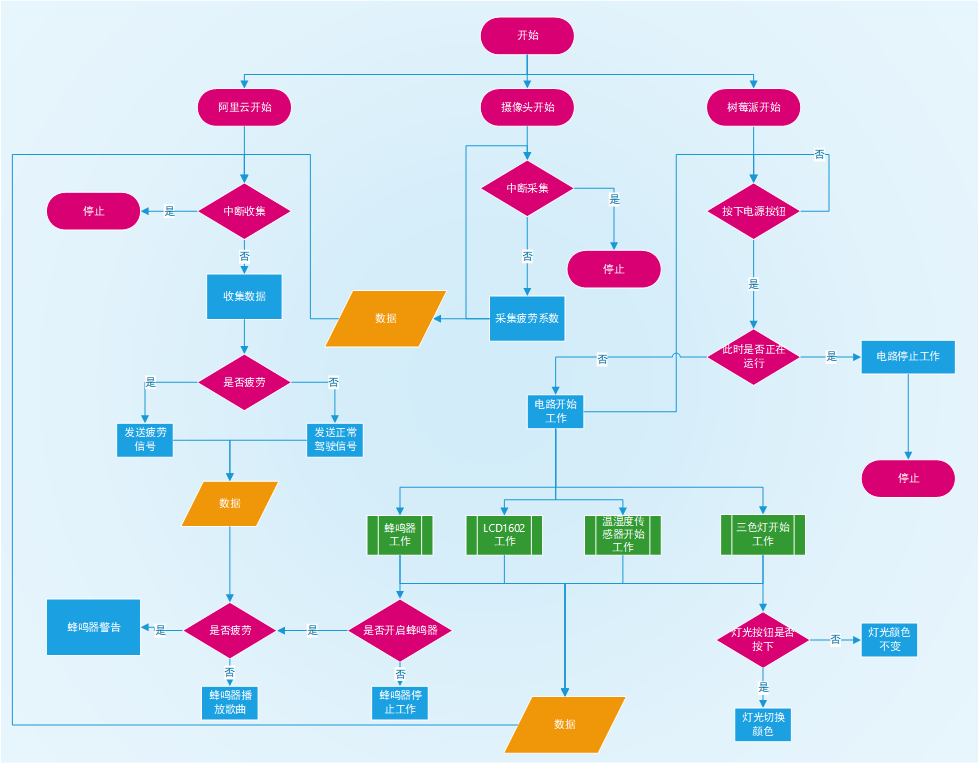 开始
阿里云开始
摄像头开始
树莓派开始
否
中断采集
停止
是
中断收集
按下电源按钮
是
否
否
停止
是
收集数据
数据
采集疲劳系数
此时是否正在
运行
是
电路停止工作
否
是
是否疲劳
否
电路开始
工作
发送疲劳
信号
发送正常
驾驶信号
停止
数据
蜂鸣器
工作
LCD1602
工作
温湿度传
感器开始
工作
三色灯开始
工作
蜂鸣器警告
是
是否疲劳
是
是否开启蜂鸣器
灯光按钮是否
按下
否
灯光颜色
不变
否
否
是
蜂鸣器播
放歌曲
蜂鸣器停
止工作
数据
灯光切换
颜色